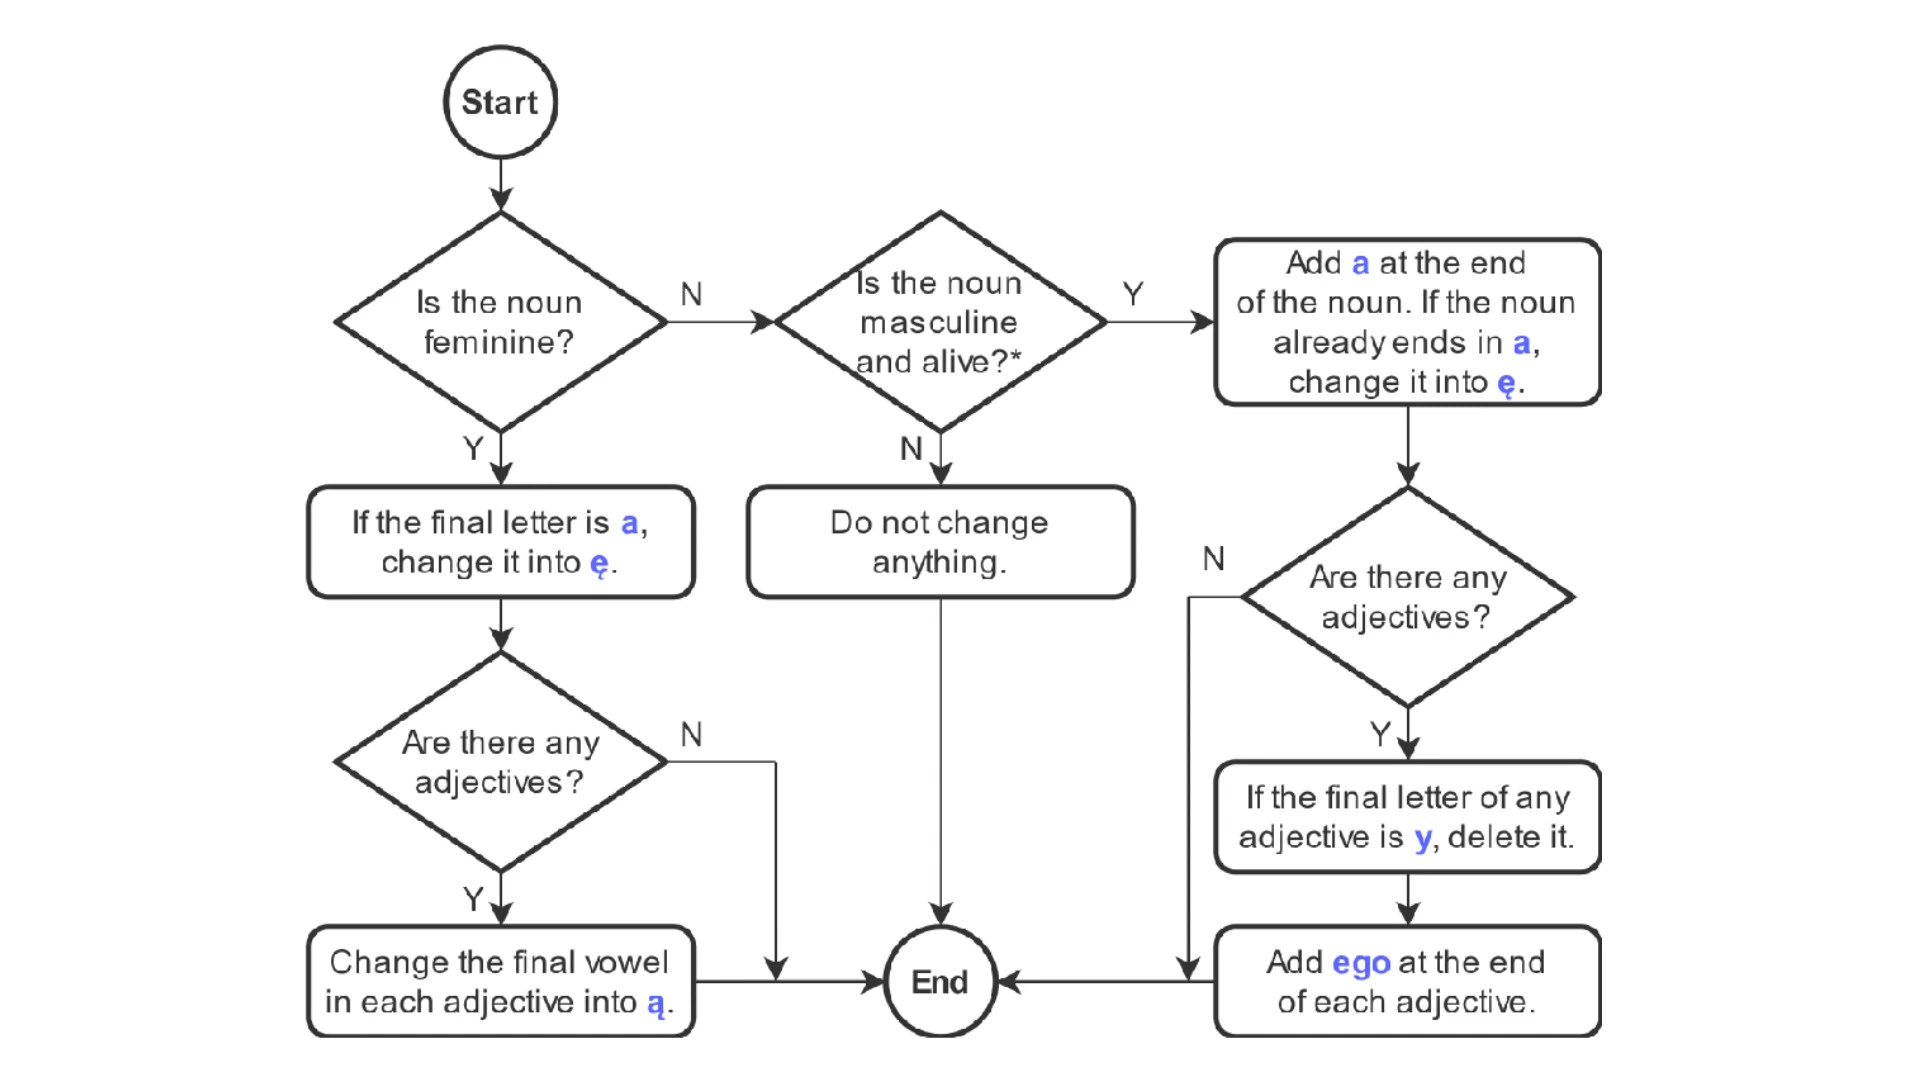 Start
Is the noun
feminine?
N
Is the noun
masculine
and alive?*
Y
Add a at the end
of the noun. If the noun
already ends in a,
change it into ę.
Y
N
If the final letter is a,
change it into ę.
Do not change
anything.
N
Are there any
adjectives?
Are there any
adjectives?
N
Y
If the final letter of any
adjective is y, delete it.
Y
Change the final vowel
in each adjective into ą.
End
Add ego at the end
of each adjective.